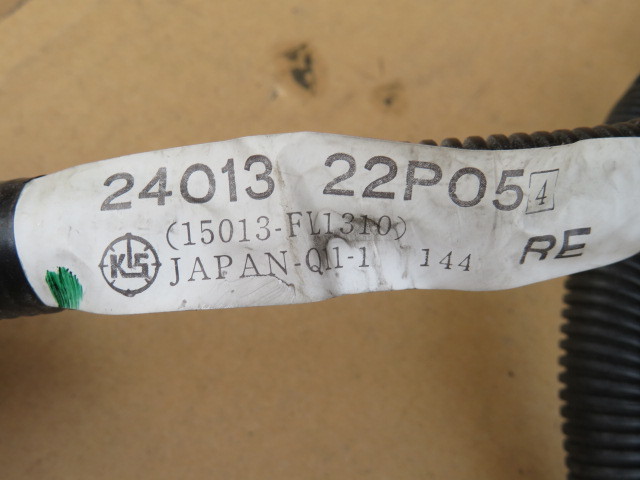 24013 22P05 4
(15013-FL1310)
KLS JAPAN-Q11-1 144 RE